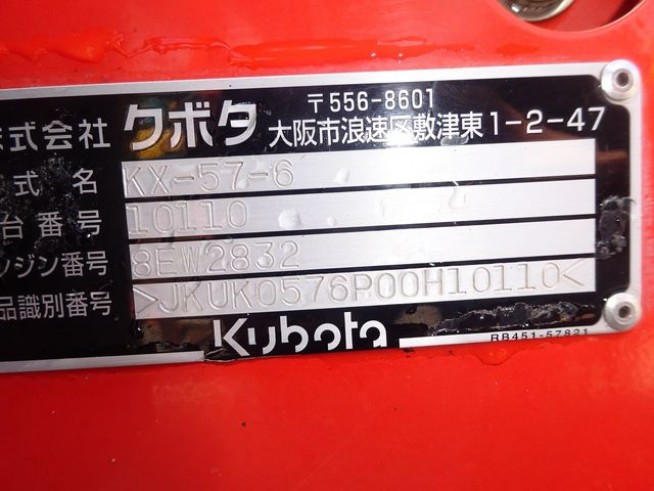 〒556-8601
株式会社 クボタ 大阪市浪速区敷津東1-2-47
式名 KX-57-6
台番号 10110
ンジン番号 8EW2832
品識別番号 >JKUK0576P00H10110<
Kubota
RB451-57821